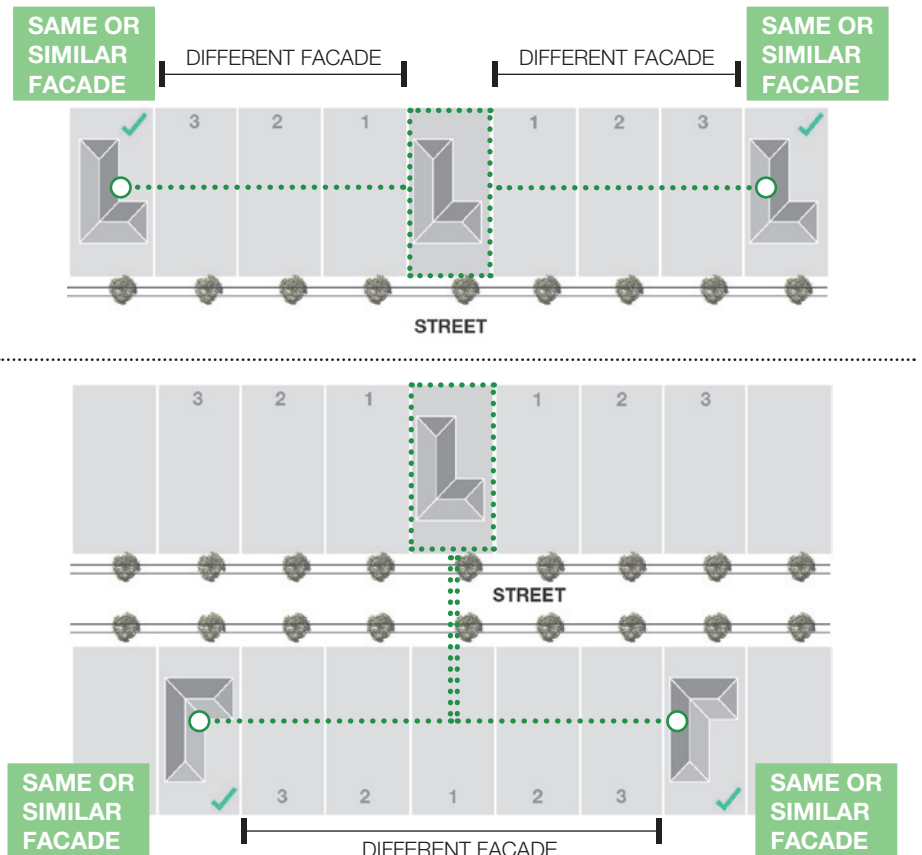 SAME OR
SIMILAR
FACADE
DIFFERENT FACADE
DIFFERENT FACADE
SAME OR
SIMILAR
FACADE
3 2 1 1 2 3
STREET
3 2 1 1 2 3
STREET
SAME OR
SIMILAR
FACADE
3 2 1 2 3
DIFFERENT FACADE
SAME OR
SIMILAR
FACADE